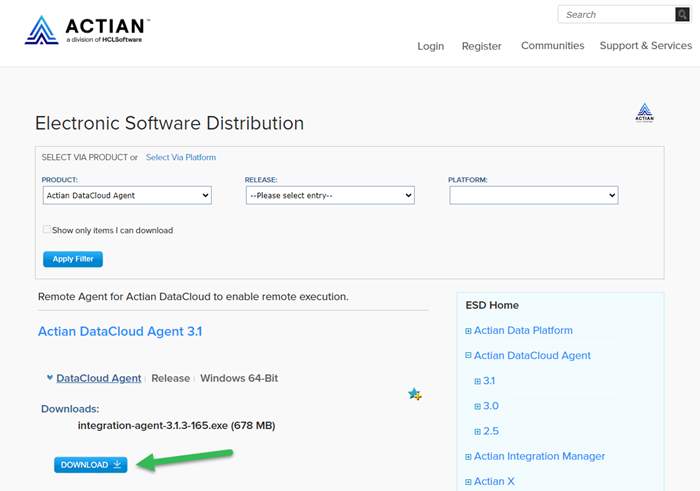 ACTIAN™
a division of HCLSoftware
Search
Login Register Communities Support & Services
ACTIAN
Electronic Software Distribution
SELECT VIA PRODUCT or Select Via Platform
PRODUCT: RELEASE: PLATFORM:
Actian DataCloud Agent --Please select entry--
Show only items I can download
Apply Filter
Remote Agent for Actian DataCloud to enable remote execution.
Actian DataCloud Agent 3.1
DataCloud Agent | Release | Windows 64-Bit
Downloads:
integration-agent-3.1.3-165.exe (678 MB)
DOWNLOAD
ESD Home
Actian Data Platform
Actian DataCloud Agent
3.1
3.0
2.5
Actian Integration Manager
Actian X